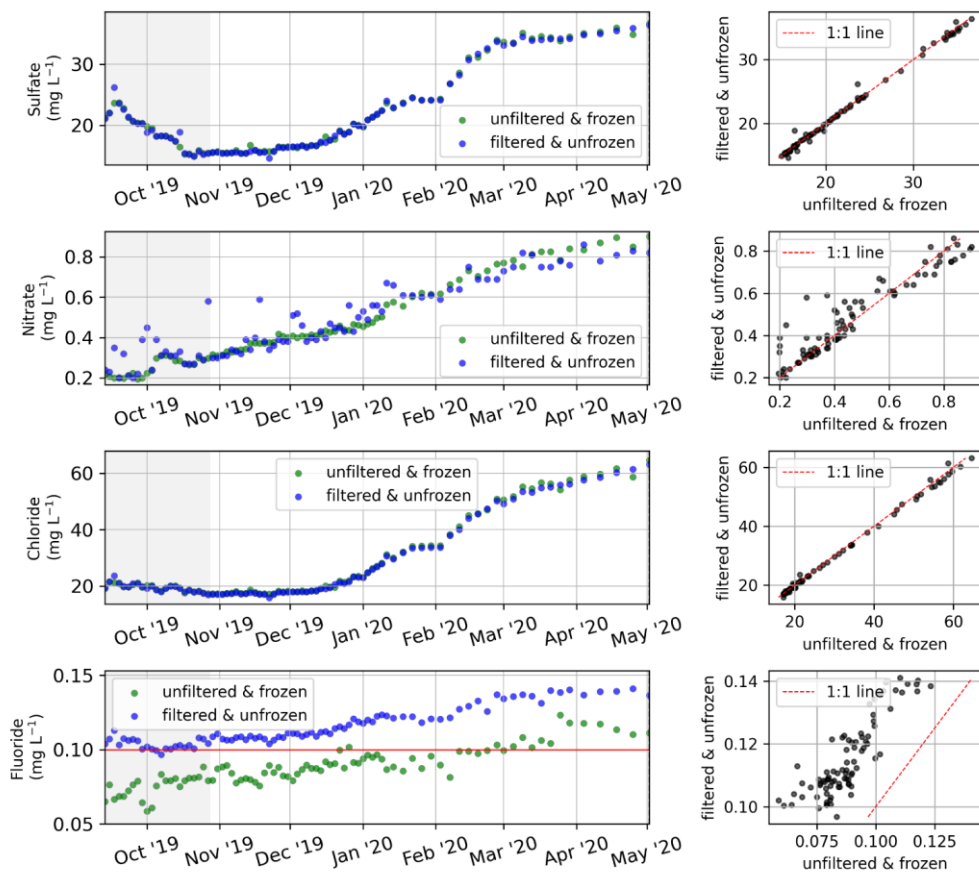 Sulfate
(mg L⁻¹)
30
20
unfiltered & frozen
filtered & unfrozen
Oct '19 Nov '19 Dec '19 Jan '20 Feb '20 Mar '20 Apr '20 May '20
filtered & unfrozen
30
20
1:1 line
20 30
unfiltered & frozen
Nitrate
(mg L⁻¹)
0.8
0.6
0.4
0.2
unfiltered & frozen
filtered & unfrozen
Oct '19 Nov '19 Dec '19 Jan '20 Feb '20 Mar '20 Apr '20 May '20
filtered & unfrozen
0.8
0.6
0.4
0.2
1:1 line
0.2 0.4 0.6 0.8
unfiltered & frozen
Chloride
(mg L⁻¹)
60
40
20
unfiltered & frozen
filtered & unfrozen
Oct '19 Nov '19 Dec '19 Jan '20 Feb '20 Mar '20 Apr '20 May '20
filtered & unfrozen
60
40
20
1:1 line
20 40 60
unfiltered & frozen
Fluoride
(mg L⁻¹)
0.15
0.10
0.05
unfiltered & frozen
filtered & unfrozen
Oct '19 Nov '19 Dec '19 Jan '20 Feb '20 Mar '20 Apr '20 May '20
filtered & unfrozen
0.14
0.12
0.10
1:1 line
0.075 0.100 0.125
unfiltered & frozen